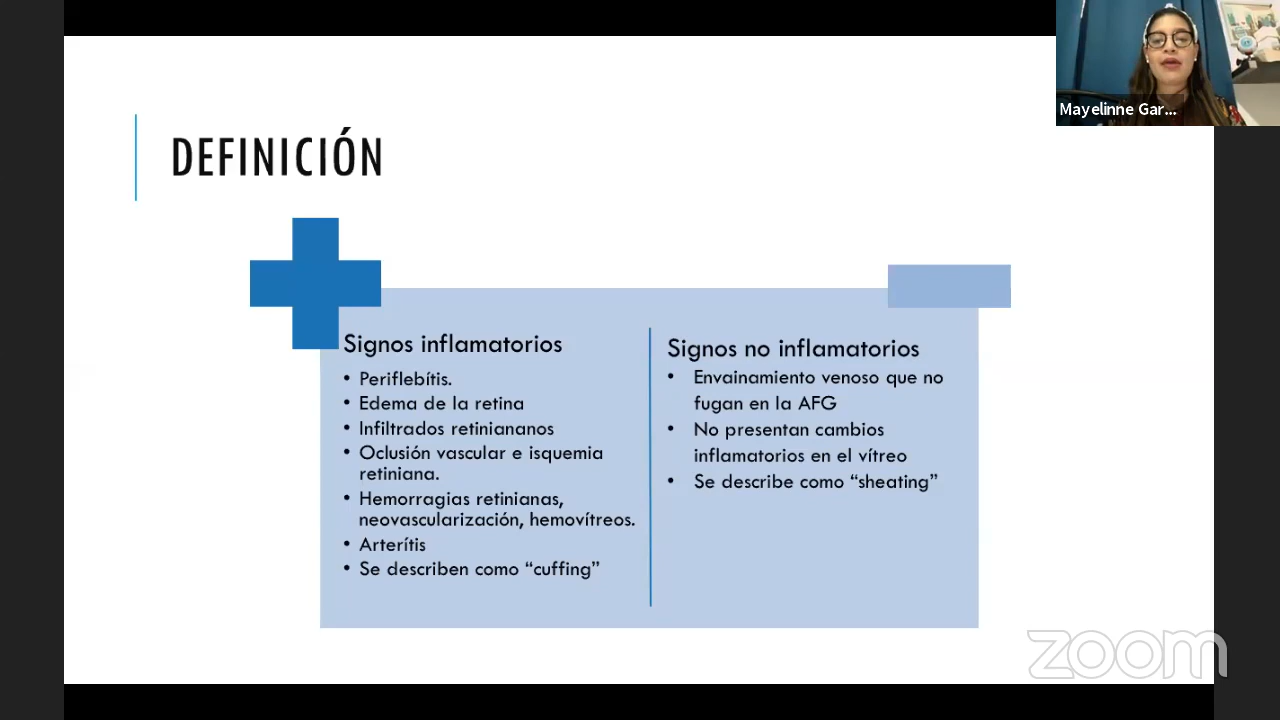 Mayelinne Gar...
DEFINICIÓN
Signos inflamatorios
• Periflebítis.
• Edema de la retina
• Infiltrados retiniananos
• Oclusión vascular e isquemia
retiniana.
• Hemorragias retinianas,
neovascularización, hemovítreos.
• Arterítis
• Se describen como “cuffing”
Signos no inflamatorios
• Envainamiento venoso que no
fugan en la AFG
• No presentan cambios
inflamatorios en el vítreo
• Se describe como “sheating”
zoom